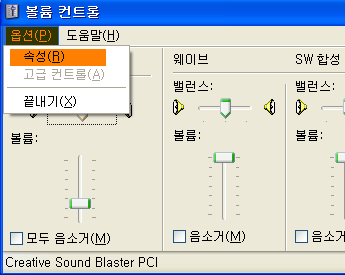 볼륨 컨트롤
옵션(P) 도움말(H)
속성(R)
고급 컨트롤(A)
끝내기(X)
웨이브
SW 합성
밸런스:
밸런스:
볼륨:
볼륨:
볼륨:
모두 음소거(M)
음소거(M)
음소거
Creative Sound Blaster PCI